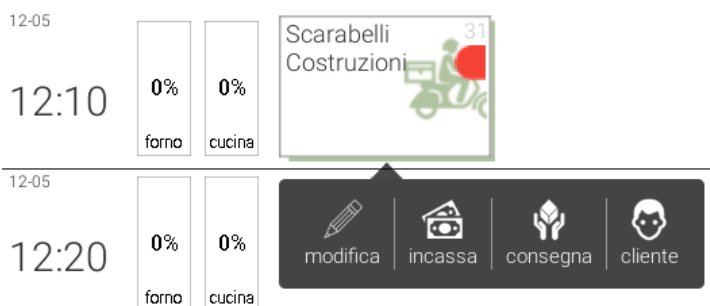 12-05
12:10
0%
forno
0%
cucina
Scarabelli
Costruzioni
31
12-05
12:20
0%
forno
0%
cucina
modifica
incassa
consegna
cliente